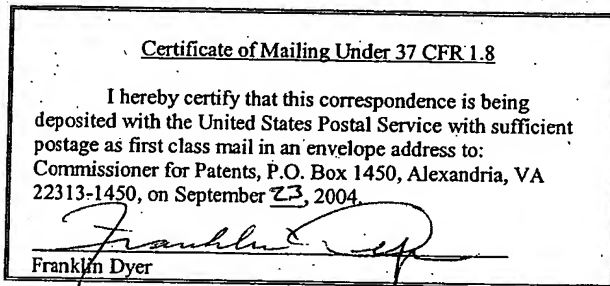 Certificate of Mailing Under 37 CFR 1.8
I hereby certify that this correspondence is being
deposited with the United States Postal Service with sufficient
postage as first class mail in an envelope address to:
Commissioner for Patents, P.O. Box 1450, Alexandria, VA
22313-1450, on September 23, 2004.
Franklin Dyer